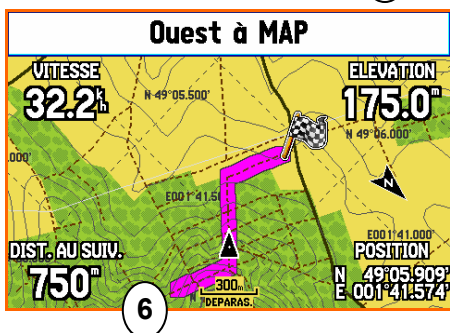 Ouest à MAP
VITESSE
32.2 k/h
ELEVATION
175.0 m
N 49°05.500'
N 49°06.000'
.000'
E001°41.50
N
E001°41.000'
DIST. AU SUIV.
750 m
POSITION
N 49°05.909'
E 001°41.574'
300m
DEPARAS.
6